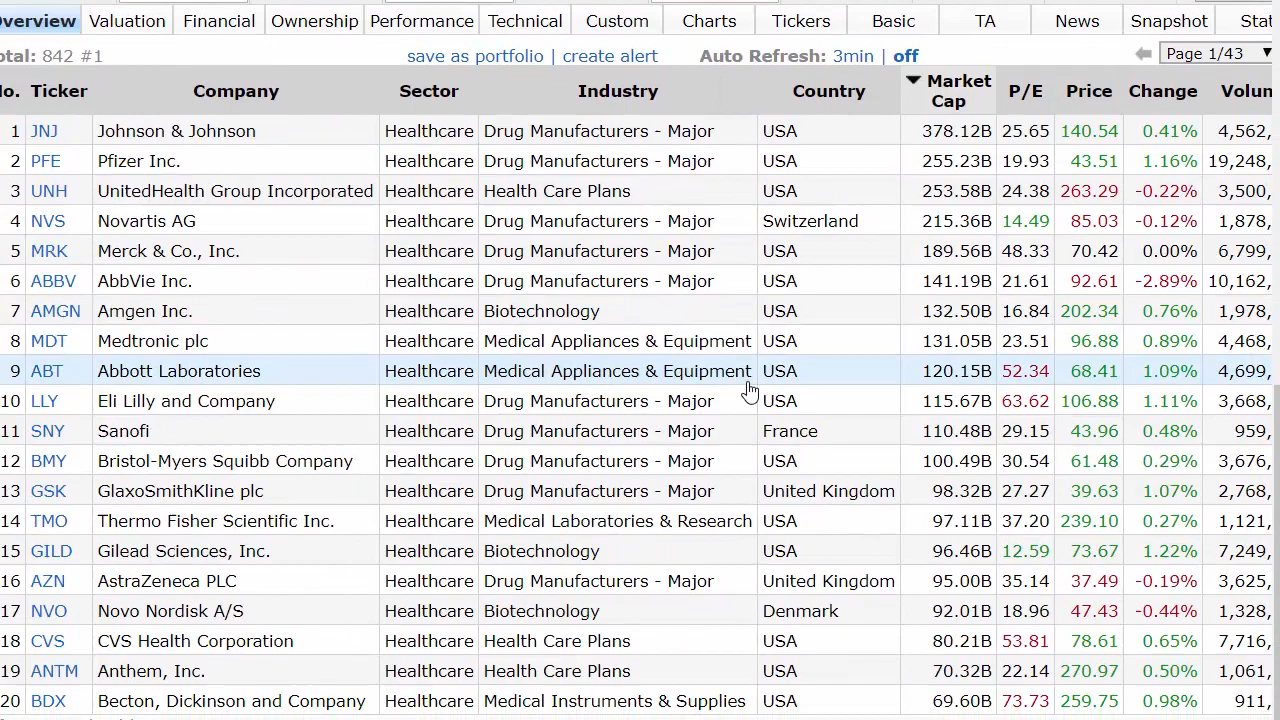 Overview Valuation Financial Ownership Performance Technical Custom Charts Tickers Basic TA News Snapshot Stat
otal: 842 #1 save as portfolio | create alert Auto Refresh: 3min | off Page 1/43
lo. Ticker Company Sector Industry Country Market Cap P/E Price Change Volun
1 JNJ Johnson & Johnson Healthcare Drug Manufacturers - Major USA 378.12B 25.65 140.54 0.41% 4,562,
2 PFE Pfizer Inc. Healthcare Drug Manufacturers - Major USA 255.23B 19.93 43.51 1.16% 19,248,
3 UNH UnitedHealth Group Incorporated Healthcare Health Care Plans USA 253.58B 24.38 263.29 -0.22% 3,500,
4 NVS Novartis AG Healthcare Drug Manufacturers - Major Switzerland 215.36B 14.49 85.03 -0.12% 1,878,
5 MRK Merck & Co., Inc. Healthcare Drug Manufacturers - Major USA 189.56B 48.33 70.42 0.00% 6,799,
6 ABBV AbbVie Inc. Healthcare Drug Manufacturers - Major USA 141.19B 21.61 92.61 -2.89% 10,162,
7 AMGN Amgen Inc. Healthcare Biotechnology USA 132.50B 16.84 202.34 0.76% 1,978,
8 MDT Medtronic plc Healthcare Medical Appliances & Equipment USA 131.05B 23.51 96.88 0.89% 4,468,
9 ABT Abbott Laboratories Healthcare Medical Appliances & Equipment USA 120.15B 52.34 68.41 1.09% 4,699,
10 LLY Eli Lilly and Company Healthcare Drug Manufacturers - Major USA 115.67B 63.62 106.88 1.11% 3,668,
11 SNY Sanofi Healthcare Drug Manufacturers - Major France 110.48B 29.15 43.96 0.48% 959,
12 BMY Bristol-Myers Squibb Company Healthcare Drug Manufacturers - Major USA 100.49B 30.54 61.48 0.29% 3,676,
13 GSK GlaxoSmithKline plc Healthcare Drug Manufacturers - Major United Kingdom 98.32B 27.27 39.63 1.07% 2,768,
14 TMO Thermo Fisher Scientific Inc. Healthcare Medical Laboratories & Research USA 97.11B 37.20 239.10 0.27% 1,121,
15 GILD Gilead Sciences, Inc. Healthcare Biotechnology USA 96.46B 12.59 73.67 1.22% 7,249,
16 AZN AstraZeneca PLC Healthcare Drug Manufacturers - Major United Kingdom 95.00B 35.14 37.49 -0.19% 3,625,
17 NVO Novo Nordisk A/S Healthcare Biotechnology Denmark 92.01B 18.96 47.43 -0.44% 1,328,
18 CVS CVS Health Corporation Healthcare Health Care Plans USA 80.21B 53.81 78.61 0.65% 7,716,
19 ANTM Anthem, Inc. Healthcare Health Care Plans USA 70.32B 22.14 270.97 0.50% 1,061,
20 BDX Becton, Dickinson and Company Healthcare Medical Instruments & Supplies USA 69.60B 73.73 259.75 0.98% 911,